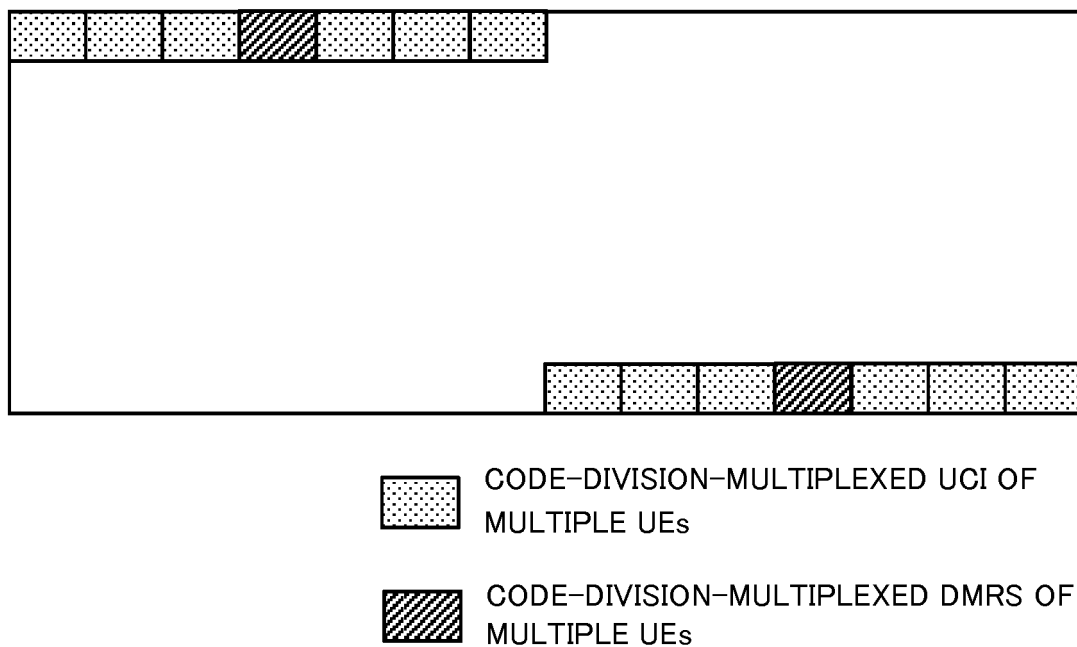 CODE-DIVISION-MULTIPLEXED UCI OF
MULTIPLE UEs
CODE-DIVISION-MULTIPLEXED DMRS OF
MULTIPLE UEs